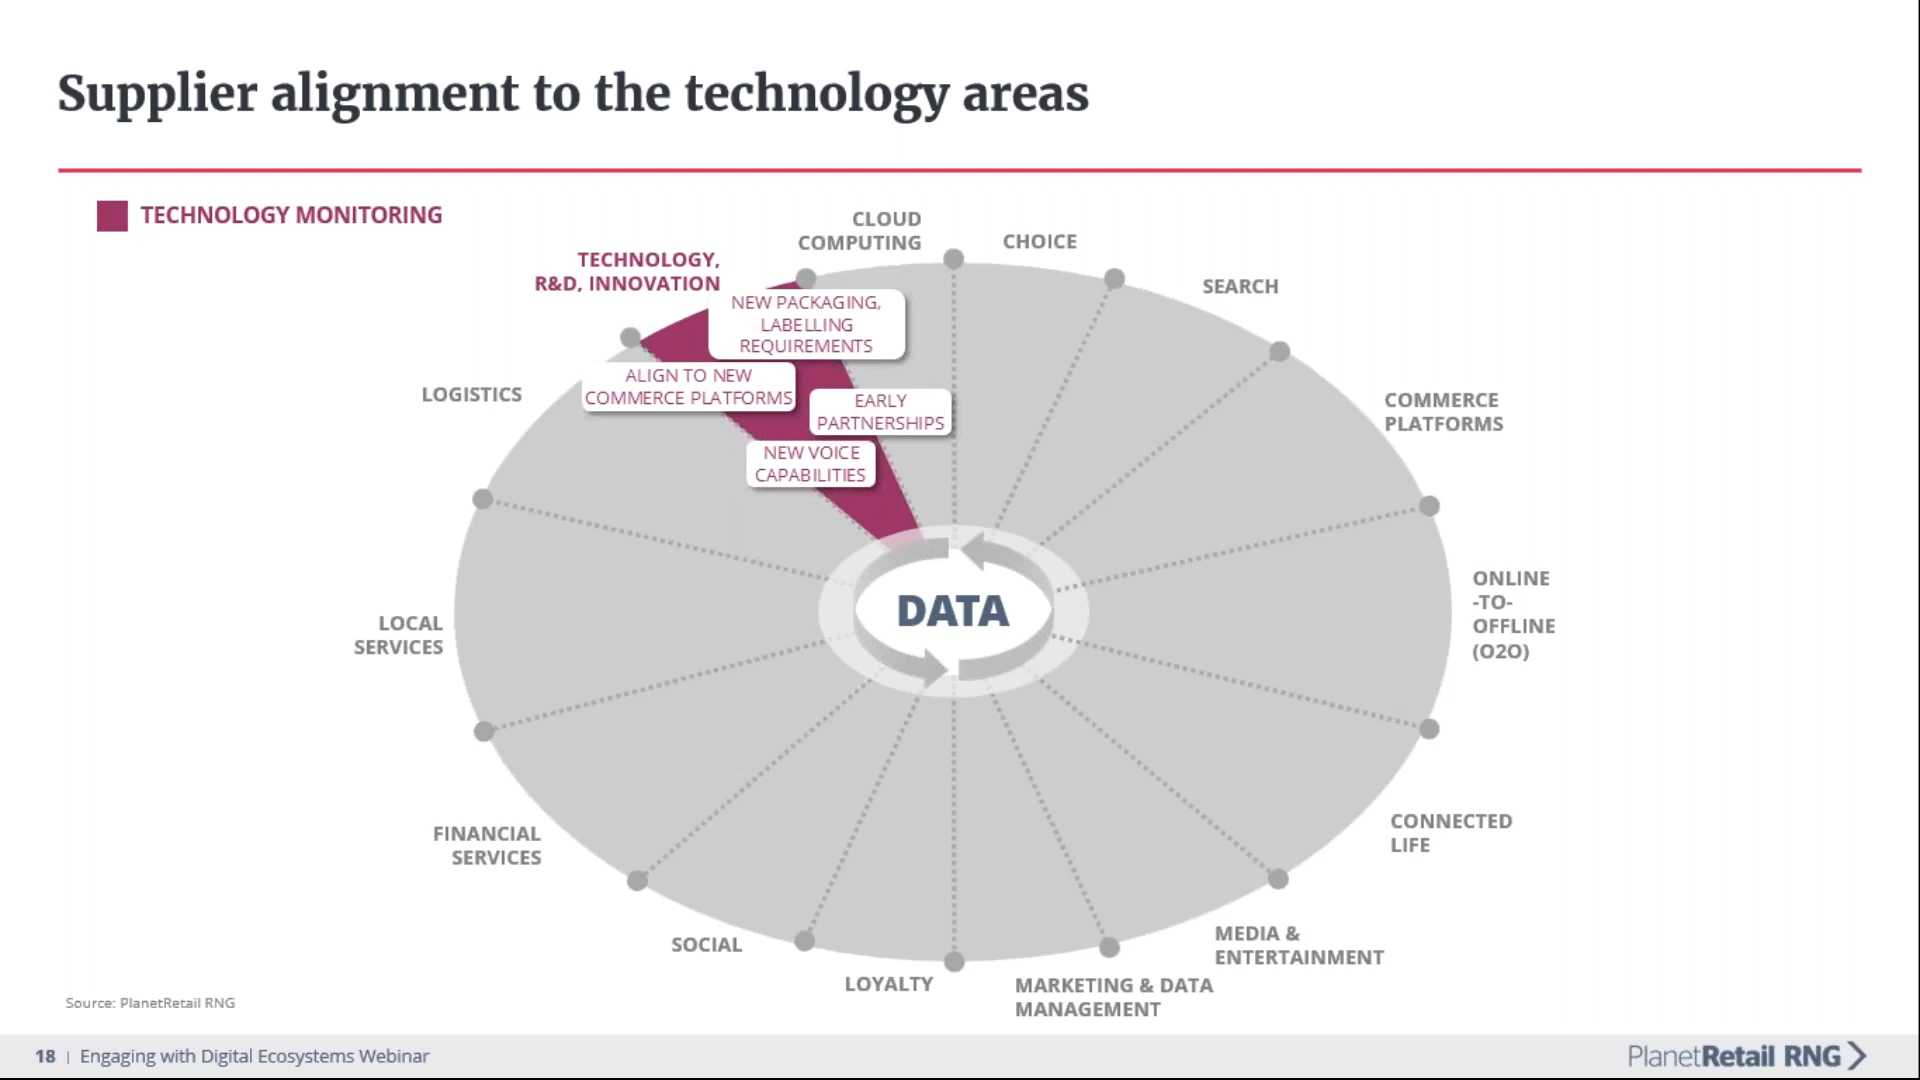 Supplier alignment to the technology areas
TECHNOLOGY MONITORING
CLOUD
COMPUTING
CHOICE
TECHNOLOGY,
R&D, INNOVATION
SEARCH
NEW PACKAGING,
LABELLING
REQUIREMENTS
ALIGN TO NEW
COMMERCE PLATFORMS
EARLY
PARTNERSHIPS
NEW VOICE
CAPABILITIES
LOGISTICS
COMMERCE
PLATFORMS
ONLINE
-TO-
OFFLINE
(O2O)
DATA
LOCAL
SERVICES
FINANCIAL
SERVICES
CONNECTED
LIFE
SOCIAL
MEDIA &
ENTERTAINMENT
LOYALTY
MARKETING & DATA
MANAGEMENT
Source: PlanetRetail RNG
18 | Engaging with Digital Ecosystems Webinar
PlanetRetail RNG